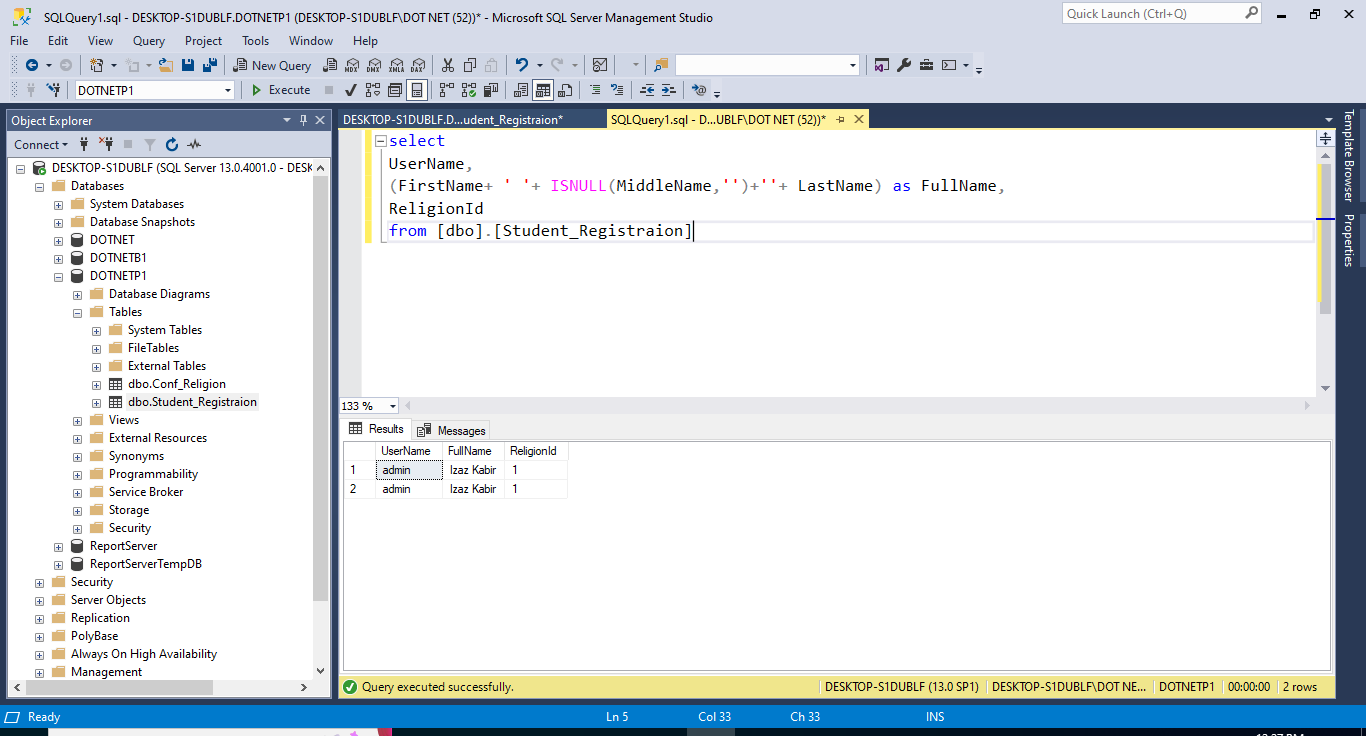 SQLQuery1.sql - DESKTOP-S1DUBLF.DOTNETP1 (DESKTOP-S1DUBLF\DOT NET (52))* - Microsoft SQL Server Management Studio
Quick Launch (Ctrl+Q)
File Edit View Query Project Tools Window Help
New Query MDX DMX XMLA DAX
DOTNETP1 Execute
Object Explorer
Connect
DESKTOP-S1DUBLF (SQL Server 13.0.4001.0 - DESK
Databases
System Databases
Database Snapshots
DOTNET
DOTNETB1
DOTNETP1
Database Diagrams
Tables
System Tables
FileTables
External Tables
dbo.Conf_Religion
dbo.Student_Registraion
Views
External Resources
Synonyms
Programmability
Service Broker
Storage
Security
ReportServer
ReportServerTempDB
Security
Server Objects
Replication
PolyBase
Always On High Availability
Management
DESKTOP-S1DUBLF.D...udent_Registraion*
SQLQuery1.sql - D...UBLF\DOT NET (52))*
select
UserName,
(FirstName+ ' '+ ISNULL(MiddleName,'')+''+ LastName) as FullName,
ReligionId
from [dbo].[Student_Registraion]
133 %
Results Messages
UserName FullName ReligionId
1 admin Izaz Kabir 1
2 admin Izaz Kabir 1
Query executed successfully.
DESKTOP-S1DUBLF (13.0 SP1) DESKTOP-S1DUBLF\DOT NE... DOTNETP1 00:00:00 2 rows
Template Browser
Properties
Ready Ln 5 Col 33 Ch 33 INS